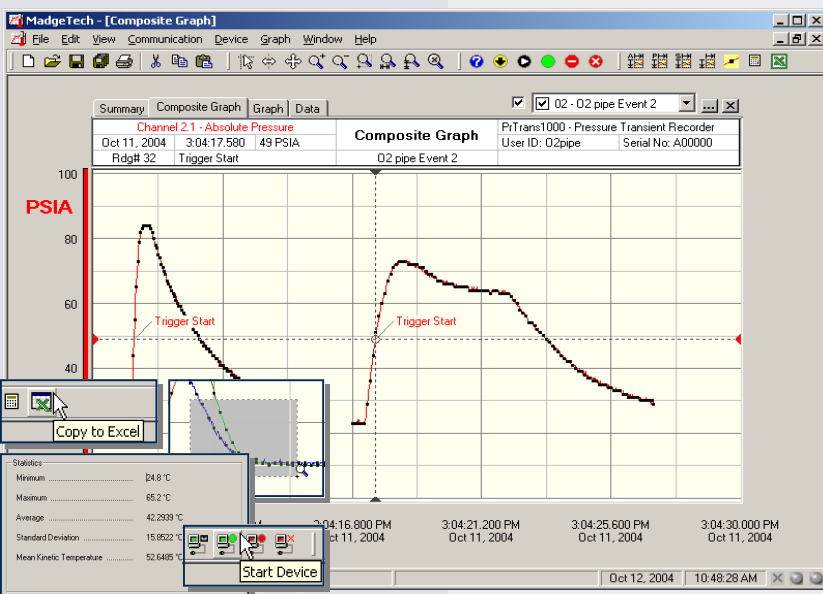 MadgeTech - [Composite Graph]
File Edit View Communication Device Graph Window Help
Summary Composite Graph Graph Data
02 - O2 pipe Event 2
...
Channel 2.1 - Absolute Pressure
Oct 11, 2004 3:04:17.580 49 PSIA
Rdg# 32 Trigger Start
Composite Graph
O2 pipe Event 2
PrTrans1000 - Pressure Transient Recorder
User ID: O2pipe Serial No: A00000
100
PSIA
80
60
40
Trigger Start
Trigger Start
Copy to Excel
Statistics
Minimum 24.8 °C
Maximum 65.2 °C
Average 42.2939 °C
Standard Deviation 15.8522 °C
Mean Kinetic Temperature 52.6485 °C
Start Device
3:04:16.800 PM 3:04:21.200 PM 3:04:25.600 PM 3:04:30.000 PM
Oct 11, 2004 Oct 11, 2004 Oct 11, 2004
Oct 12, 2004 10:48:28 AM